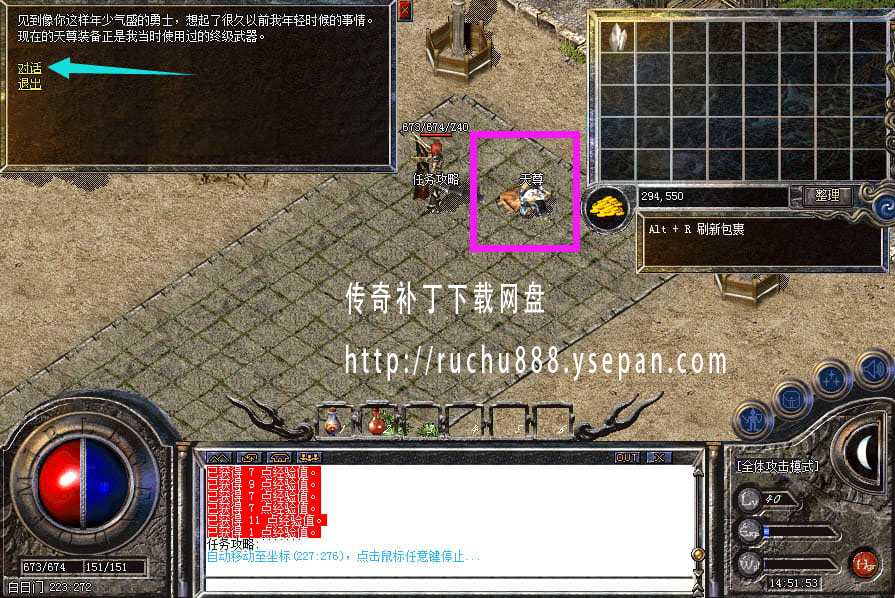 见到像你这样年少气盛的勇士，想起了很久以前我年轻时候的事情。
现在的天尊装备正是我当时使用过的终级武器。
对话
退出
673/674/Z40
任务攻略
天尊
294,550
整理
Alt + R 刷新包裹
传奇补丁下载网盘
http://ruchu888.ysepan.com
OUT
已获得 7 点经验值。
已获得 9 点经验值。
已获得 7 点经验值。
已获得 7 点经验值。
已获得 11 点经验值。
已获得 1 点经验值。
任务攻略:
自动移动至坐标(227:276)，点击鼠标任意键停止...
[全体攻击模式]
Lv 40
Exp
W
673/674
151/151
白日门 223:272
14:51:53